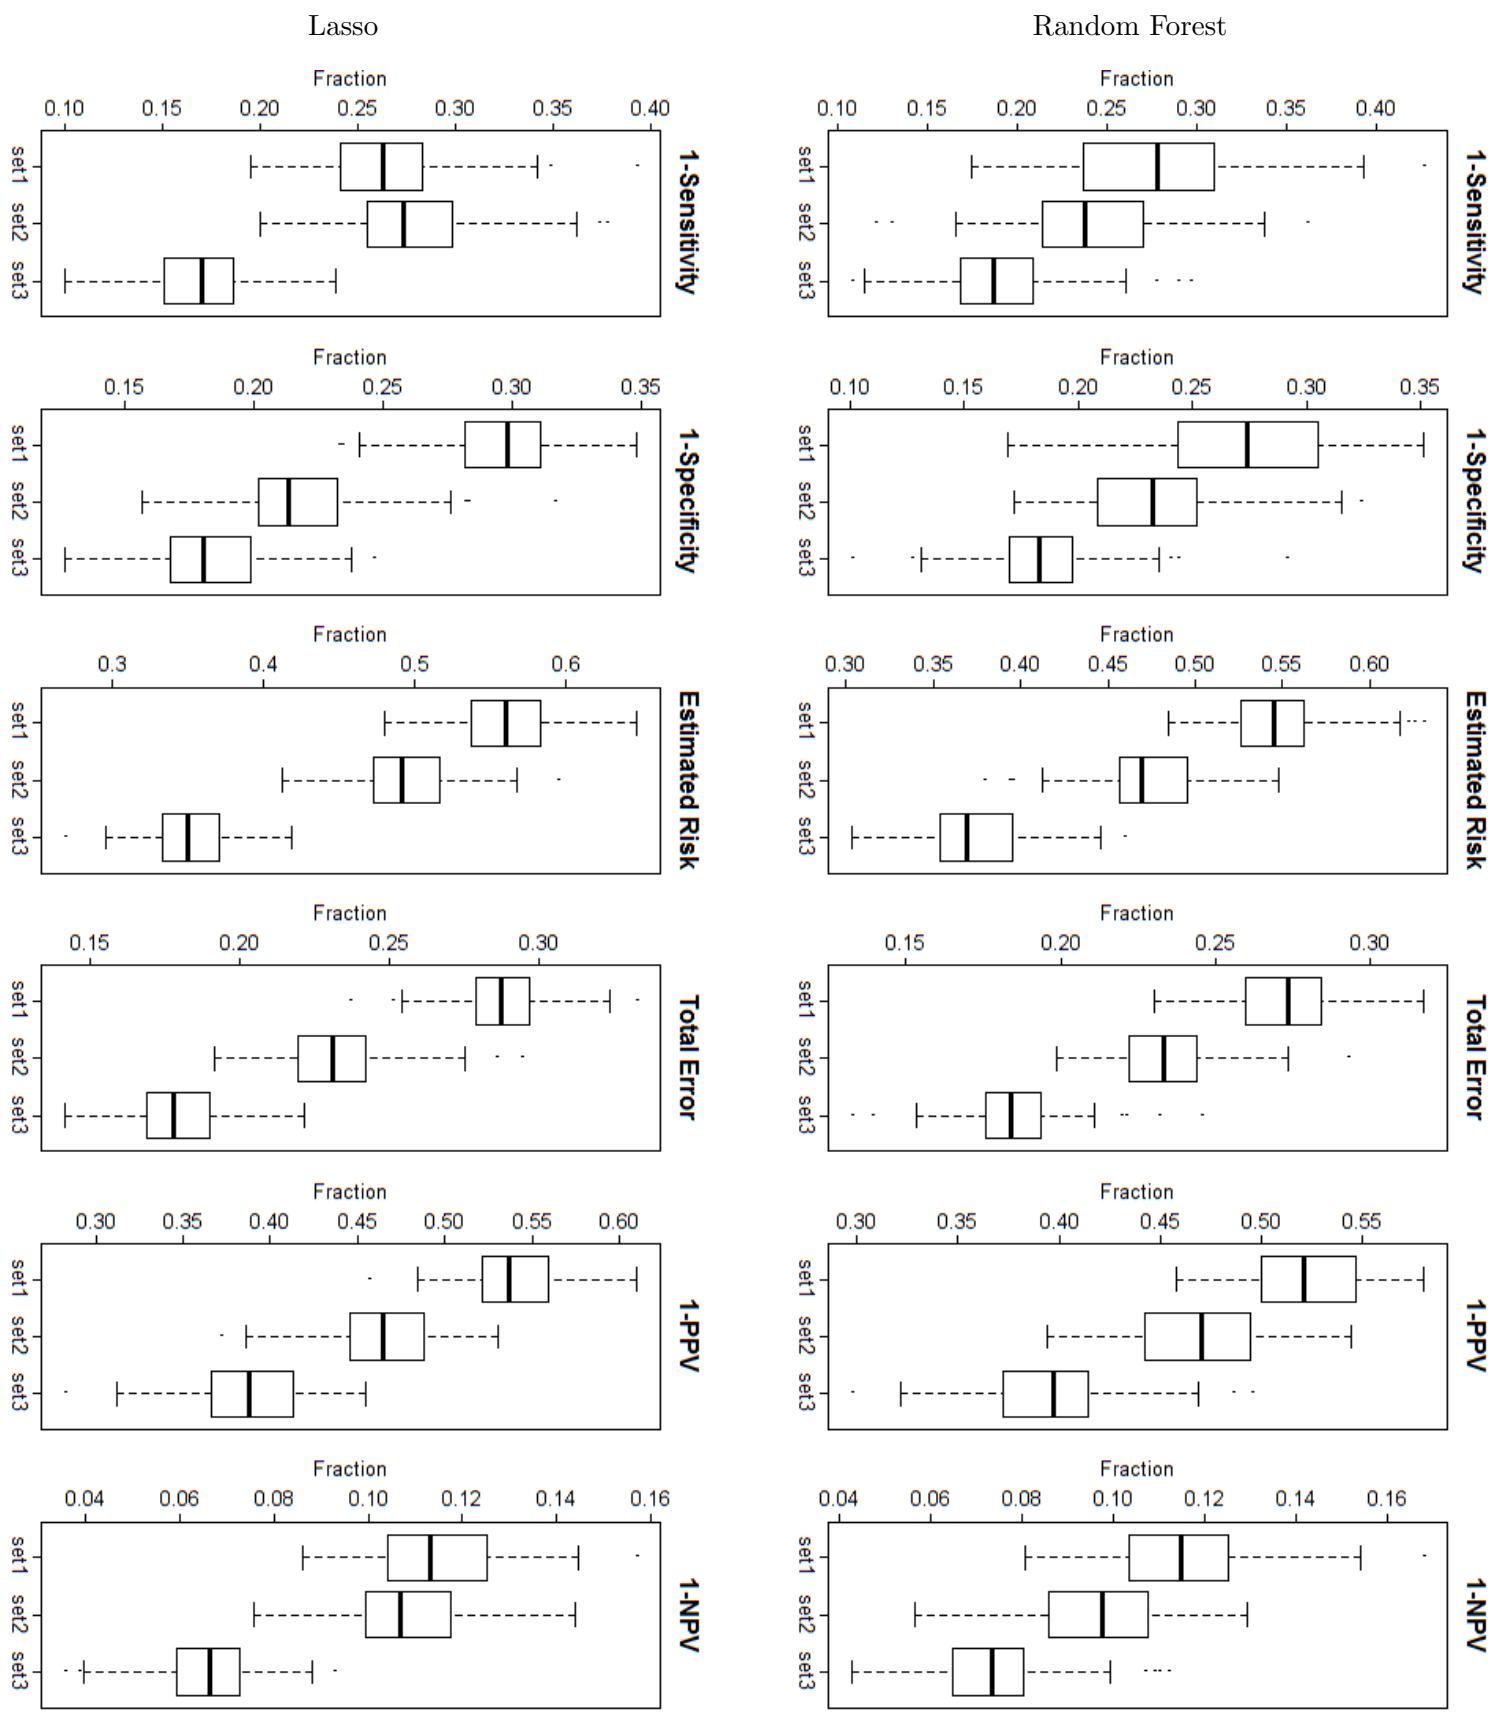 Lasso
Random Forest
Fraction
0.10 0.15 0.20 0.25 0.30 0.35 0.40
set1
set2
set3
1-Sensitivity
Fraction
0.10 0.15 0.20 0.25 0.30 0.35 0.40
set1
set2
set3
1-Sensitivity
Fraction
0.15 0.20 0.25 0.30 0.35
set1
set2
set3
1-Specificity
Fraction
0.10 0.15 0.20 0.25 0.30 0.35
set1
set2
set3
1-Specificity
Fraction
0.3 0.4 0.5 0.6
set1
set2
set3
Estimated Risk
Fraction
0.30 0.35 0.40 0.45 0.50 0.55 0.60
set1
set2
set3
Estimated Risk
Fraction
0.15 0.20 0.25 0.30
set1
set2
set3
Total Error
Fraction
0.15 0.20 0.25 0.30
set1
set2
set3
Total Error
Fraction
0.30 0.35 0.40 0.45 0.50 0.55 0.60
set1
set2
set3
1-PPV
Fraction
0.30 0.35 0.40 0.45 0.50 0.55
set1
set2
set3
1-PPV
Fraction
0.04 0.06 0.08 0.10 0.12 0.14 0.16
set1
set2
set3
1-NPV
Fraction
0.04 0.06 0.08 0.10 0.12 0.14 0.16
set1
set2
set3
1-NPV